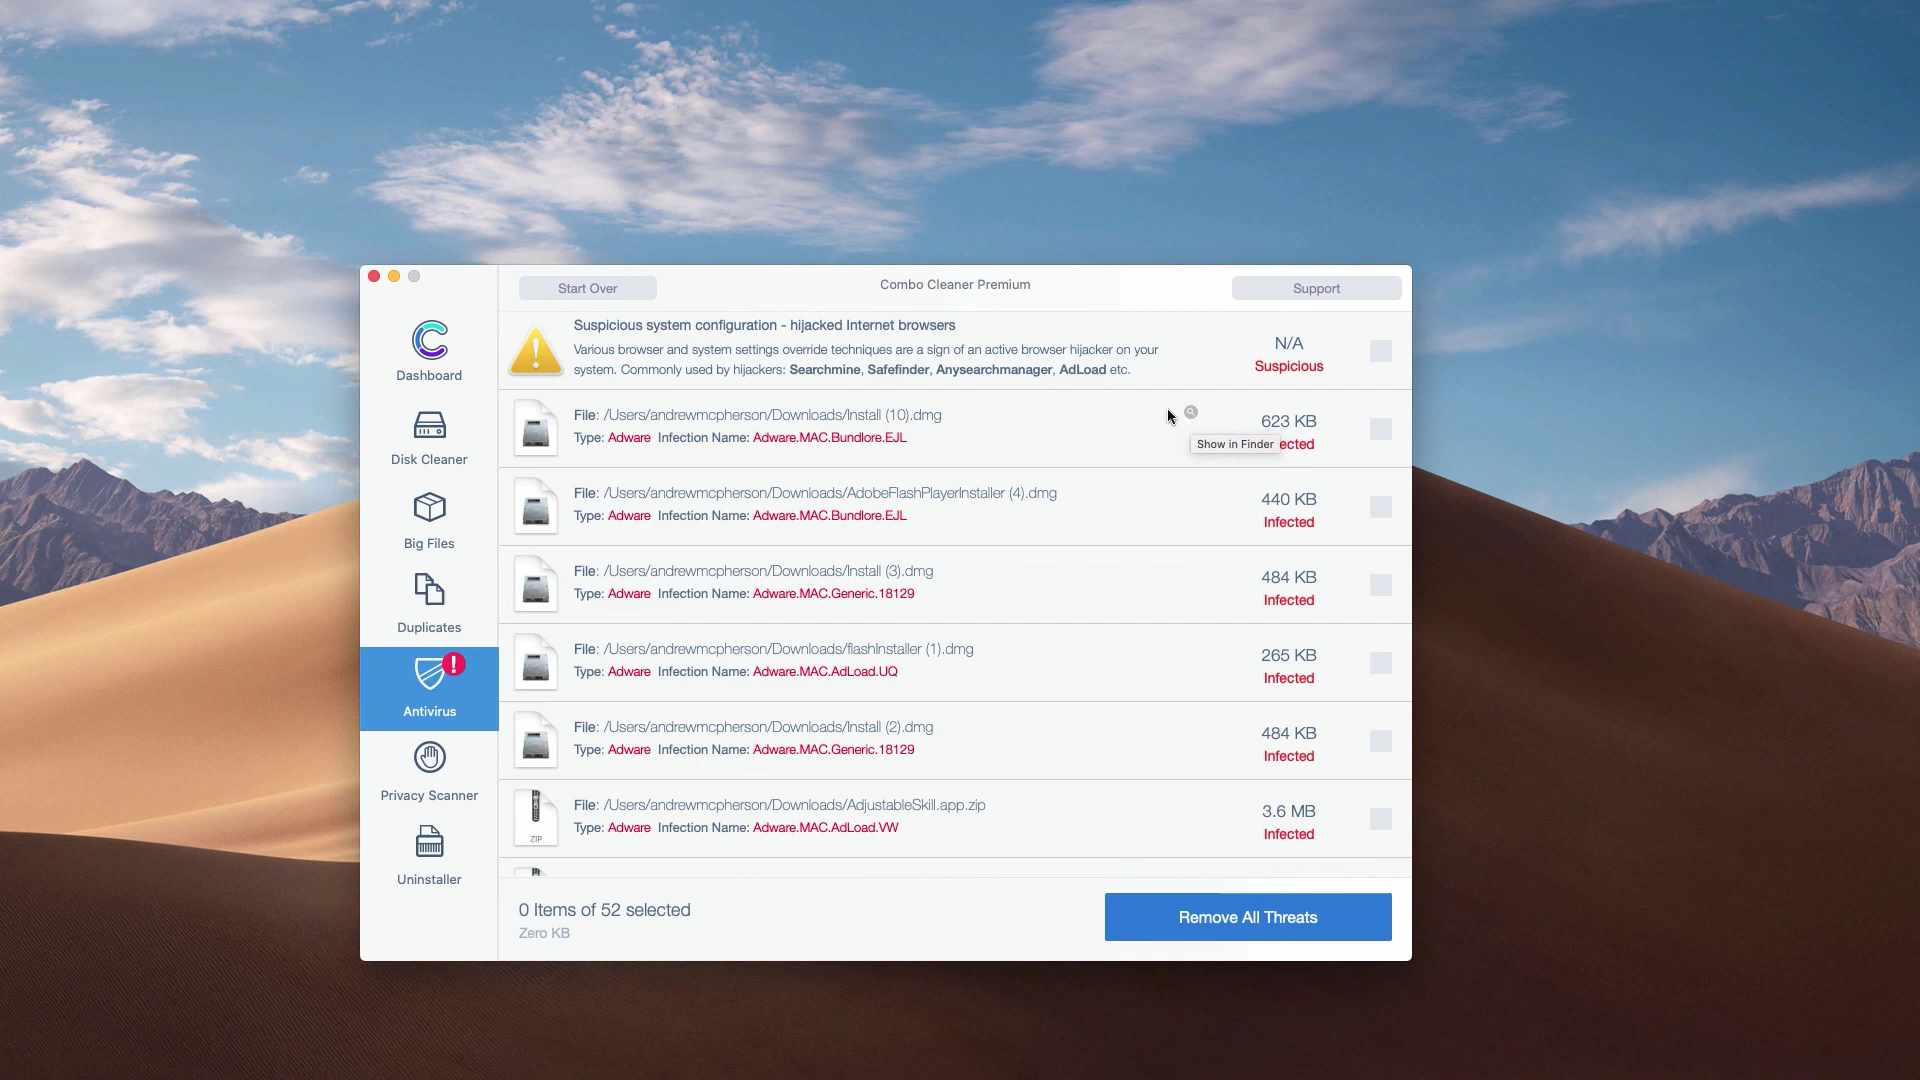 Start Over
Combo Cleaner Premium
Support
Dashboard
Disk Cleaner
Big Files
Duplicates
Antivirus
Privacy Scanner
Uninstaller
Suspicious system configuration - hijacked Internet browsers
Various browser and system settings override techniques are a sign of an active browser hijacker on your
system. Commonly used by hijackers: Searchmine, Safefinder, Anysearchmanager, AdLoad etc.
N/A
Suspicious
File: /Users/andrewmcpherson/Downloads/Install (10).dmg
Type: Adware Infection Name: Adware.MAC.Bundlore.EJL
623 KB
Show in Finder
ected
File: /Users/andrewmcpherson/Downloads/AdobeFlashPlayerInstaller (4).dmg
Type: Adware Infection Name: Adware.MAC.Bundlore.EJL
440 KB
Infected
File: /Users/andrewmcpherson/Downloads/Install (3).dmg
Type: Adware Infection Name: Adware.MAC.Generic.18129
484 KB
Infected
File: /Users/andrewmcpherson/Downloads/flashInstaller (1).dmg
Type: Adware Infection Name: Adware.MAC.AdLoad.UQ
265 KB
Infected
File: /Users/andrewmcpherson/Downloads/Install (2).dmg
Type: Adware Infection Name: Adware.MAC.Generic.18129
484 KB
Infected
ZIP
File: /Users/andrewmcpherson/Downloads/AdjustableSkill.app.zip
Type: Adware Infection Name: Adware.MAC.AdLoad.VW
3.6 MB
Infected
0 Items of 52 selected
Zero KB
Remove All Threats